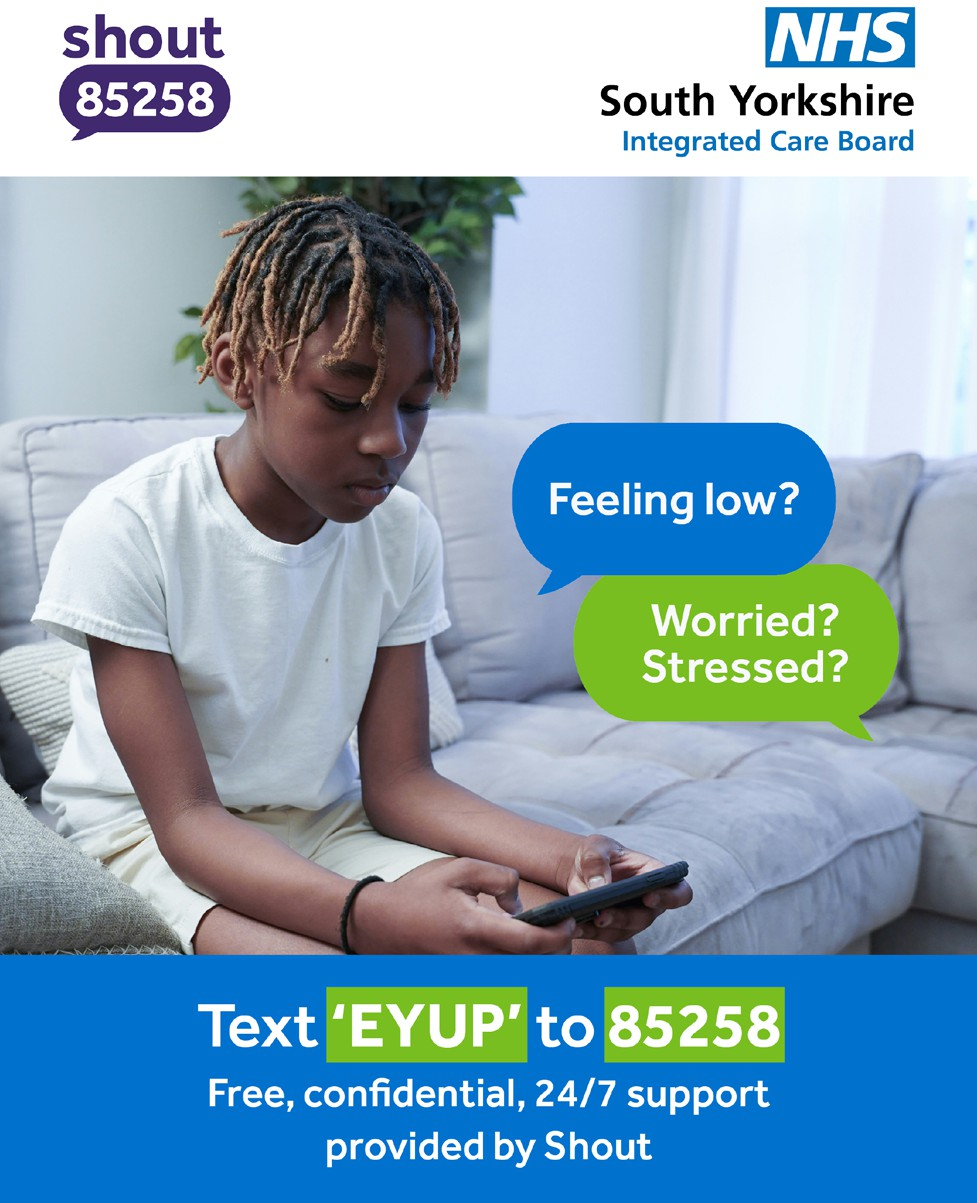 shout
85258
NHS
South Yorkshire
Integrated Care Board
Feeling low?
Worried?
Stressed?
Text ‘EYUP’ to 85258
Free, confidential, 24/7 support
provided by Shout